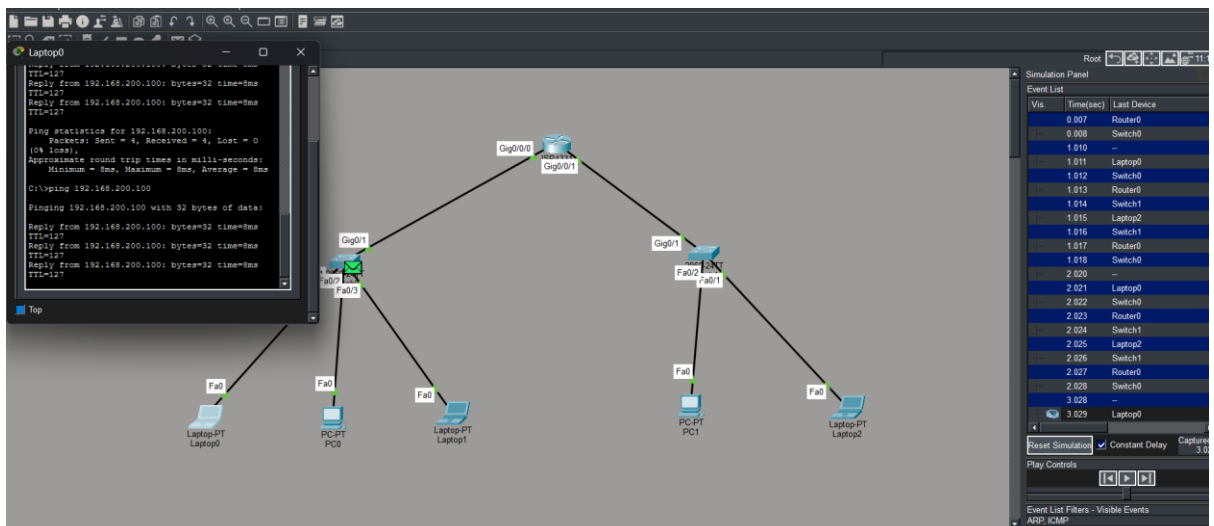 Laptop0
TTL=127
Reply from 192.168.200.100: bytes=32 time=8ms
TTL=127
Reply from 192.168.200.100: bytes=32 time=8ms
TTL=127
Ping statistics for 192.168.200.100:
Packets: Sent = 4, Received = 4, Lost = 0
(0% loss),
Approximate round trip times in milli-seconds:
Minimum = 8ms, Maximum = 8ms, Average = 8ms
C:\>ping 192.168.200.100
Pinging 192.168.200.100 with 32 bytes of data:
Reply from 192.168.200.100: bytes=32 time=8ms
TTL=127
Reply from 192.168.200.100: bytes=32 time=8ms
TTL=127
Reply from 192.168.200.100: bytes=32 time=8ms
TTL=127
Top
Gig0/0/0
Gig0/0/1
Gig0/1
Fa0/2
Fa0/3
Gig0/1
Fa0/2
Fa0/1
Fa0
Fa0
Fa0
Fa0
Fa0
Laptop-PT
Laptop0
PC-PT
PC0
Laptop-PT
Laptop1
PC-PT
PC1
Laptop-PT
Laptop2
Root
Simulation Panel
Event List
Vis. Time(sec) Last Device
0.007 Router0
0.008 Switch0
1.010 --
1.011 Laptop0
1.012 Switch0
1.013 Router0
1.014 Switch1
1.015 Laptop2
1.016 Switch1
1.017 Router0
1.018 Switch0
2.020 --
2.021 Laptop0
2.022 Switch0
2.023 Router0
2.024 Switch1
2.025 Laptop2
2.026 Switch1
2.027 Router0
2.028 Switch0
3.028 --
3.029 Laptop0
Reset Simulation Constant Delay Captured
Play Controls
Event List Filters - Visible Events
ARP, ICMP